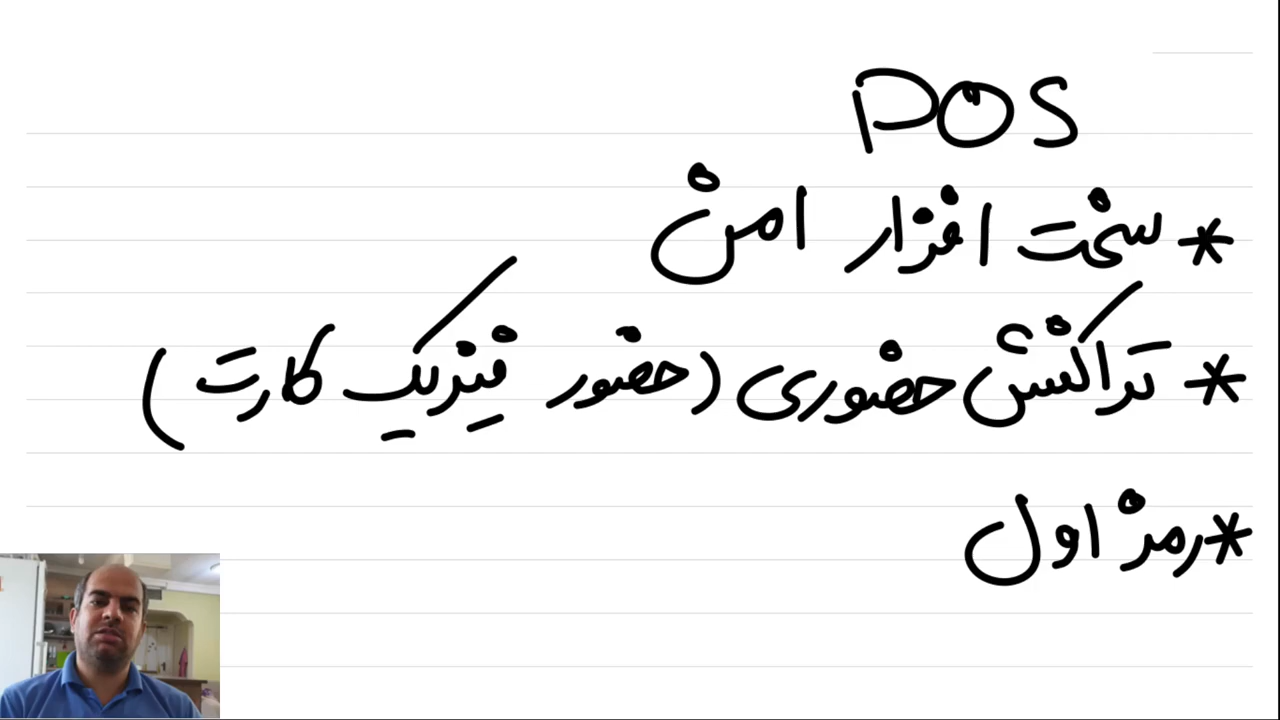 POS
* سخت افزار امن
* تراکنش حضوری (حضور فیزیک کارت)
* رمز اول